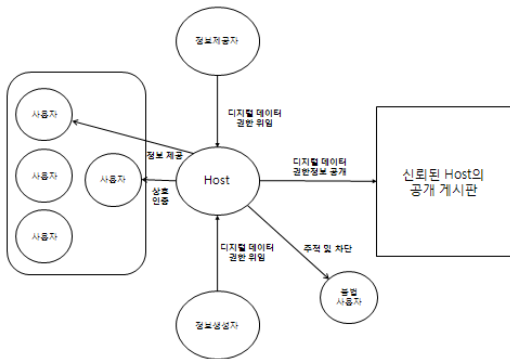 정보제공자
디지털 데이터
권한 위임
사용자
사용자
사용자
사용자
정보 제공
상호
인증
Host
디지털 데이터
권한정보 공개
신뢰된 Host의
공개 게시판
디지털 데이터
권한 위임
추적 및 차단
불법
사용자
정보생성자